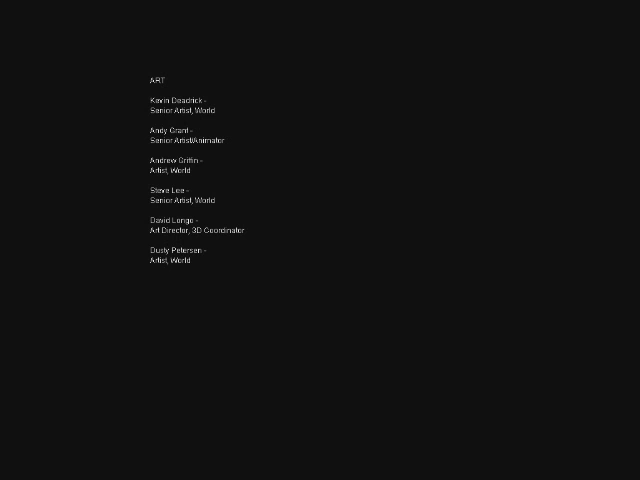 ART
Kevin Deadrick -
Senior Artist, World
Andy Grant -
Senior Artist/Animator
Andrew Griffin -
Artist, World
Steve Lee -
Senior Artist, World
David Longo -
Art Director, 3D Coordinator
Dusty Petersen -
Artist, World